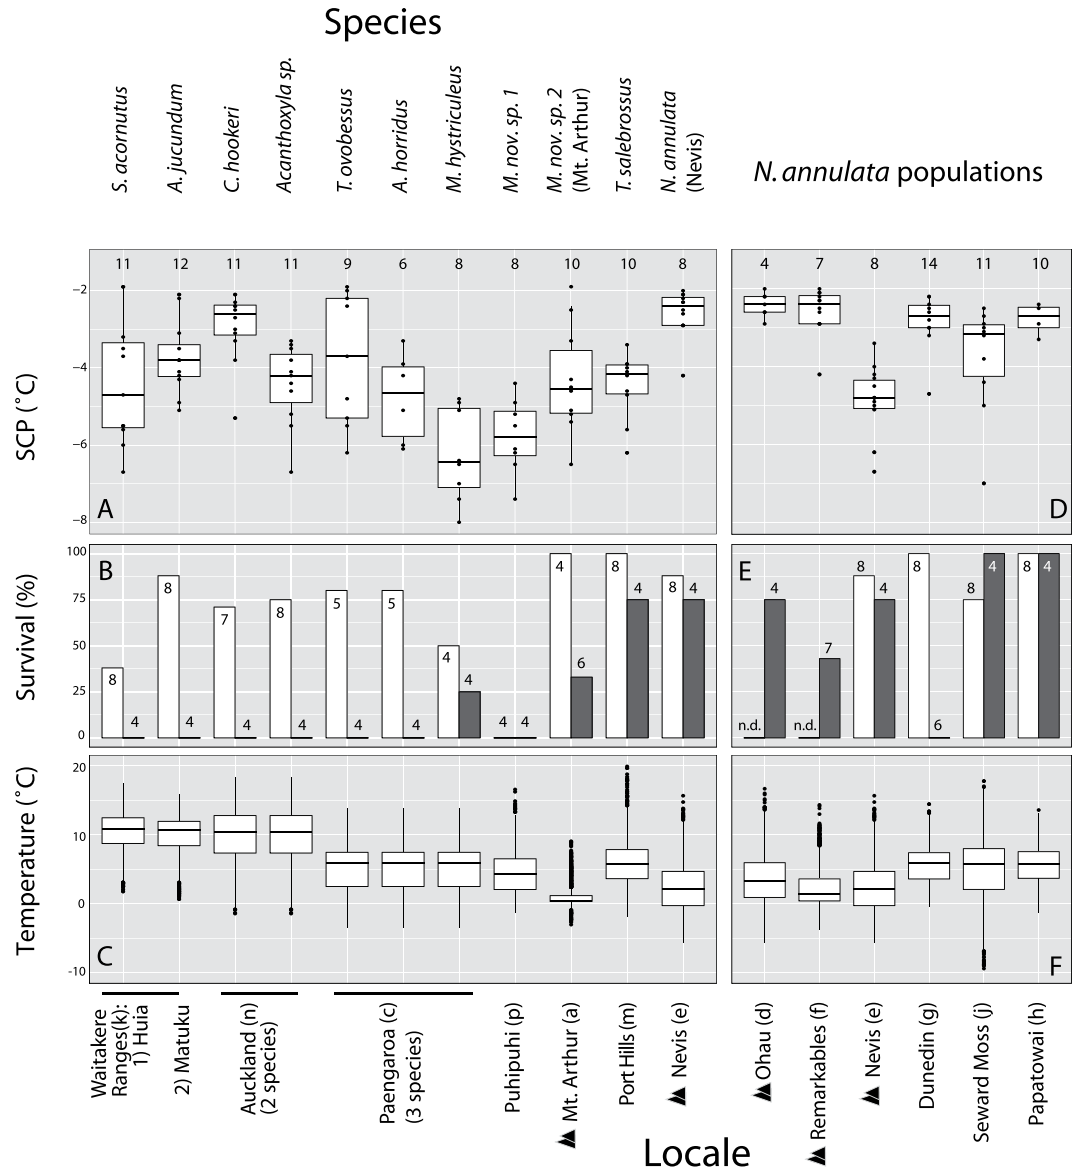 Species
S. acornutus
A. jucundum
C. hookeri
Acanthoxyla sp.
T. ovobessus
A. horridus
M. hystriculeus
M. nov. sp. 1
M. nov. sp. 2
(Mt. Arthur)
T. salebrossus
N. annulata
(Nevis)
N. annulata populations
SCP (˚C)
−2
−4
−6
−8
11 12 11 11 9 6 8 8 10 10 8
A
4 7 8 14 11 10
D
Survival (%)
100
75
50
25
0
B
8 4 8 4 7 4 8 4 5 4 5 4 4 4 4 4 4 6 8 4 8 4
E
n.d. 4 n.d. 7 8 4 8 6 8 4 8 4
Temperature (˚C)
20
10
0
-10
C
F
Waitakere
Ranges(k):
1) Huia
2) Matuku
Auckland (n)
(2 species)
Paengaroa (c)
(3 species)
Puhipuhi (p)
Mt. Arthur (a)
Port Hills (m)
Nevis (e)
Ohau (d)
Remarkables (f)
Nevis (e)
Dunedin (g)
Seward Moss (j)
Papatowai (h)
Locale